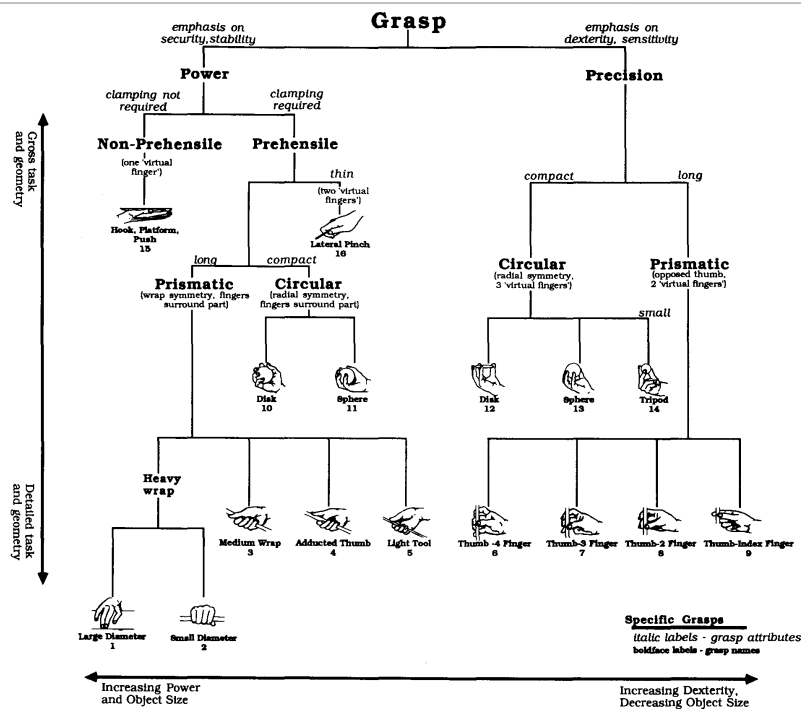 Grasp
emphasis on
security,stability
emphasis on
dexterity, sensitivity
Power
Precision
clamping not
required
clamping
required
Non-Prehensile
(one 'virtual
finger')
Prehensile
thin
(two 'virtual
fingers')
compact
long
Hook, Platform,
Push
15
Lateral Pinch
16
long
compact
Prismatic
(wrap symmetry, fingers
surround part)
Circular
(radial symmetry,
fingers surround part)
Circular
(radial symmetry,
3 'virtual fingers')
Prismatic
(opposed thumb,
2 'virtual fingers')
small
Disk
10
Sphere
11
Disk
12
Sphere
13
Tripod
14
Heavy
wrap
Medium Wrap
3
Adducted Thumb
4
Light Tool
5
Thumb -4 Finger
6
Thumb-3 Finger
7
Thumb-2 Finger
8
Thumb-Index Finger
9
Large Diameter
1
Small Diameter
2
Gross task
and geometry
Detailed task
and geometry
Specific Grasps
italic labels - grasp attributes
boldface labels - grasp names
Increasing Power
and Object Size
Increasing Dexterity,
Decreasing Object Size